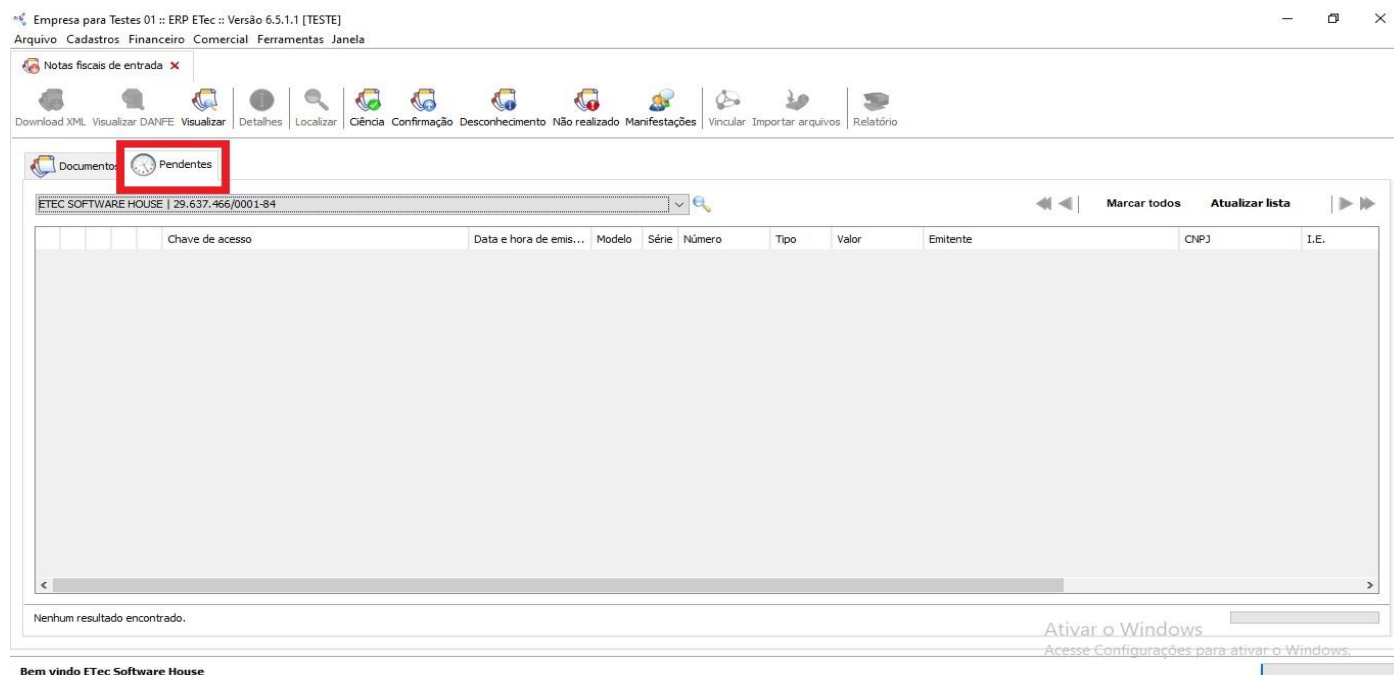 Empresa para Testes 01 :: ERP ETec :: Versão 6.5.1.1 [TESTE]
Arquivo Cadastros Financeiro Comercial Ferramentas Janela
Notas fiscais de entrada
Download XML Visualizar DANFE Visualizar Detalhes Localizar Ciência Confirmação Desconhecimento Não realizado Manifestações Vincular Importar arquivos Relatório
Documentos Pendentes
ETEC SOFTWARE HOUSE | 29.637.466/0001-84 Marcar todos Atualizar lista
Chave de acesso Data e hora de emis... Modelo Série Número Tipo Valor Emitente CNPJ I.E.
Nenhum resultado encontrado.
Ativar o Windows
Acesse Configurações para ativar o Windows.
Bem vindo ETec Software House